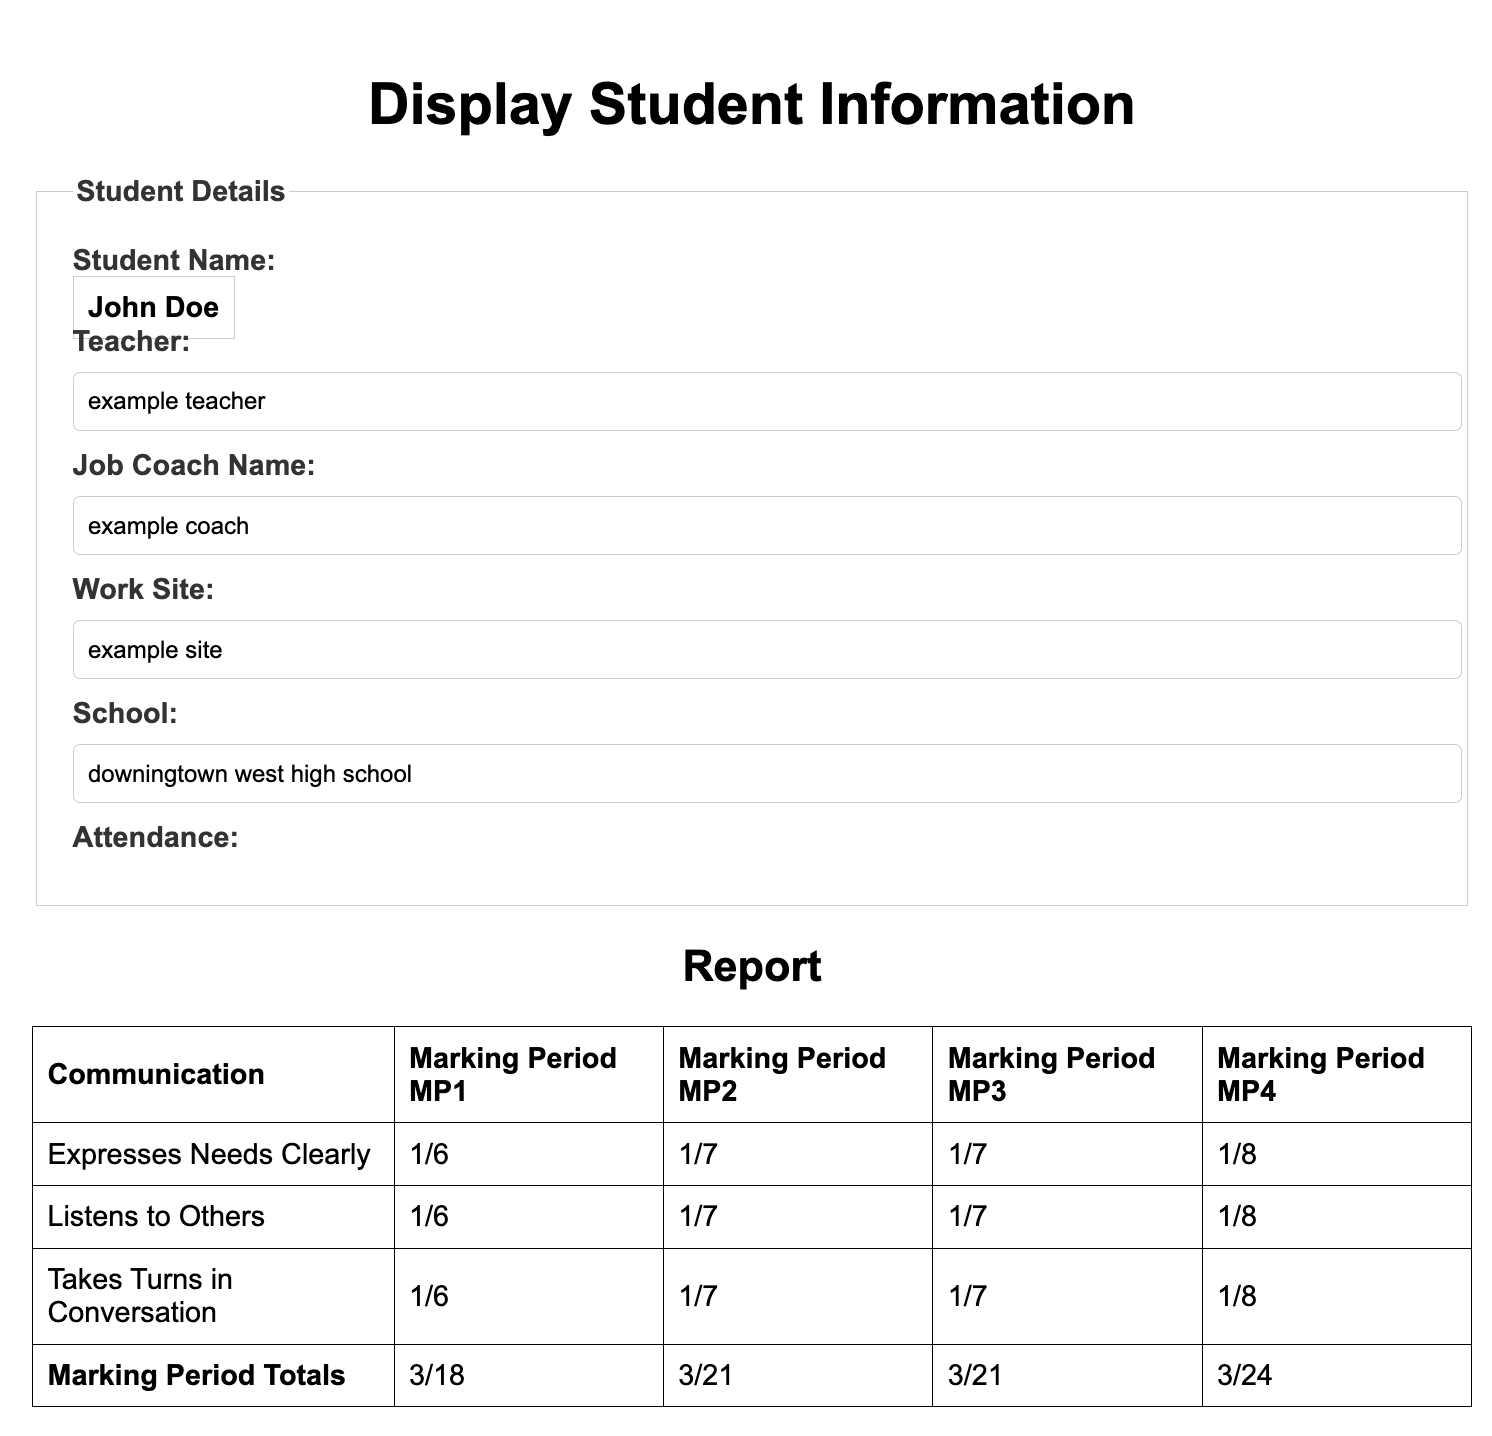 Display Student Information
Student Details
Student Name:
John Doe
Teacher:
example teacher
Job Coach Name:
example coach
Work Site:
example site
School:
downingtown west high school
Attendance:
Report
Communication Marking Period MP1 Marking Period MP2 Marking Period MP3 Marking Period MP4
Expresses Needs Clearly 1/6 1/7 1/7 1/8
Listens to Others 1/6 1/7 1/7 1/8
Takes Turns in Conversation 1/6 1/7 1/7 1/8
Marking Period Totals 3/18 3/21 3/21 3/24